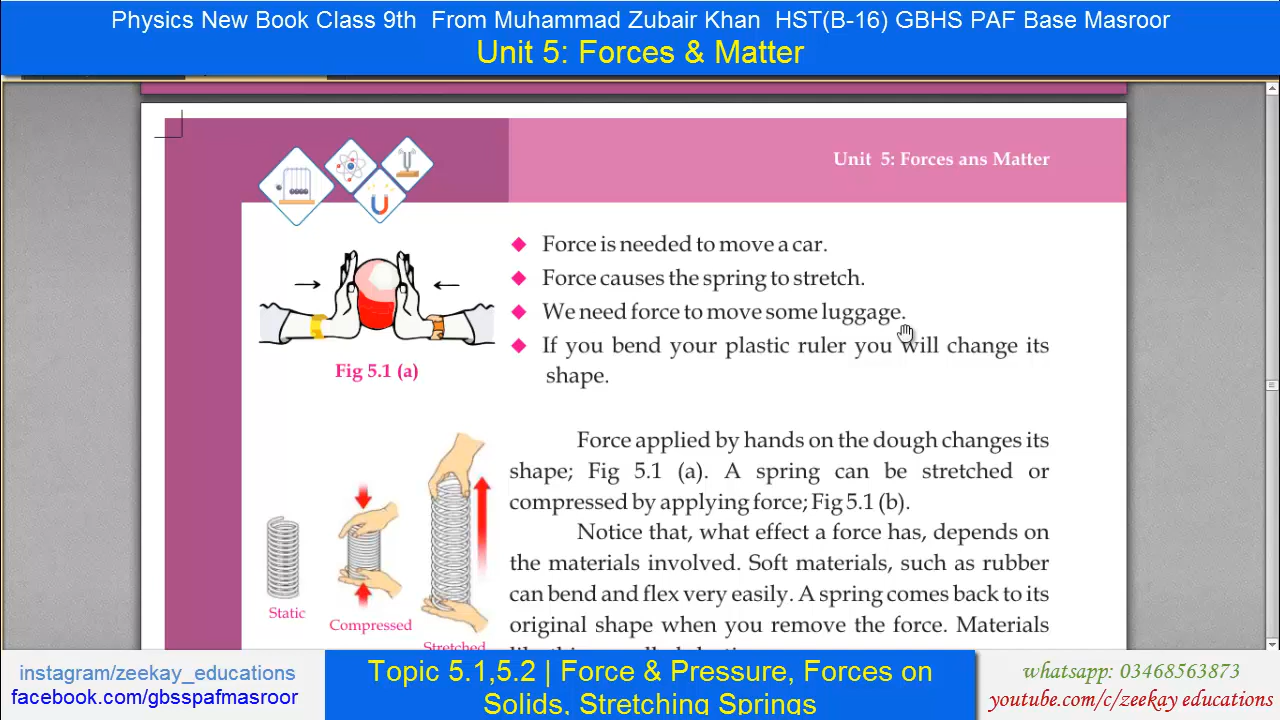 Physics New Book Class 9th  From Muhammad Zubair Khan  HST(B-16) GBHS PAF Base Masroor
Unit 5: Forces & Matter
Unit  5: Forces ans Matter
Force is needed to move a car.
Force causes the spring to stretch.
We need force to move some luggage.
If you bend your plastic ruler you will change its
shape.
Fig 5.1 (a)
Force applied by hands on the dough changes its
shape; Fig 5.1 (a). A spring can be stretched or
compressed by applying force; Fig 5.1 (b).
Notice that, what effect a force has, depends on
the materials involved. Soft materials, such as rubber
can bend and flex very easily. A spring comes back to its
original shape when you remove the force. Materials
Static
Compressed
Stretched
instagram/zeekay_educations
facebook.com/gbsspafmasroor
Topic 5.1,5.2 | Force & Pressure, Forces on
Solids, Stretching Springs
whatsapp: 03468563873
youtube.com/c/zeekay educations